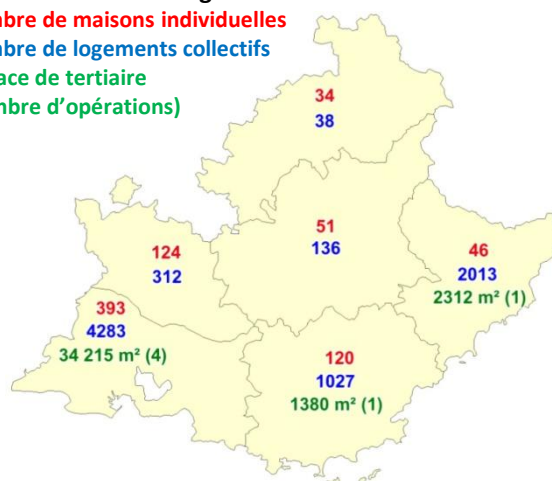 mbre de maisons individuelles
mbre de logements collectifs
ace de tertiaire
mbre d'opérations)
34
38
51
136
124
312
46
2013
2312 m² (1)
393
4283
34 215 m² (4)
120
1027
1380 m² (1)